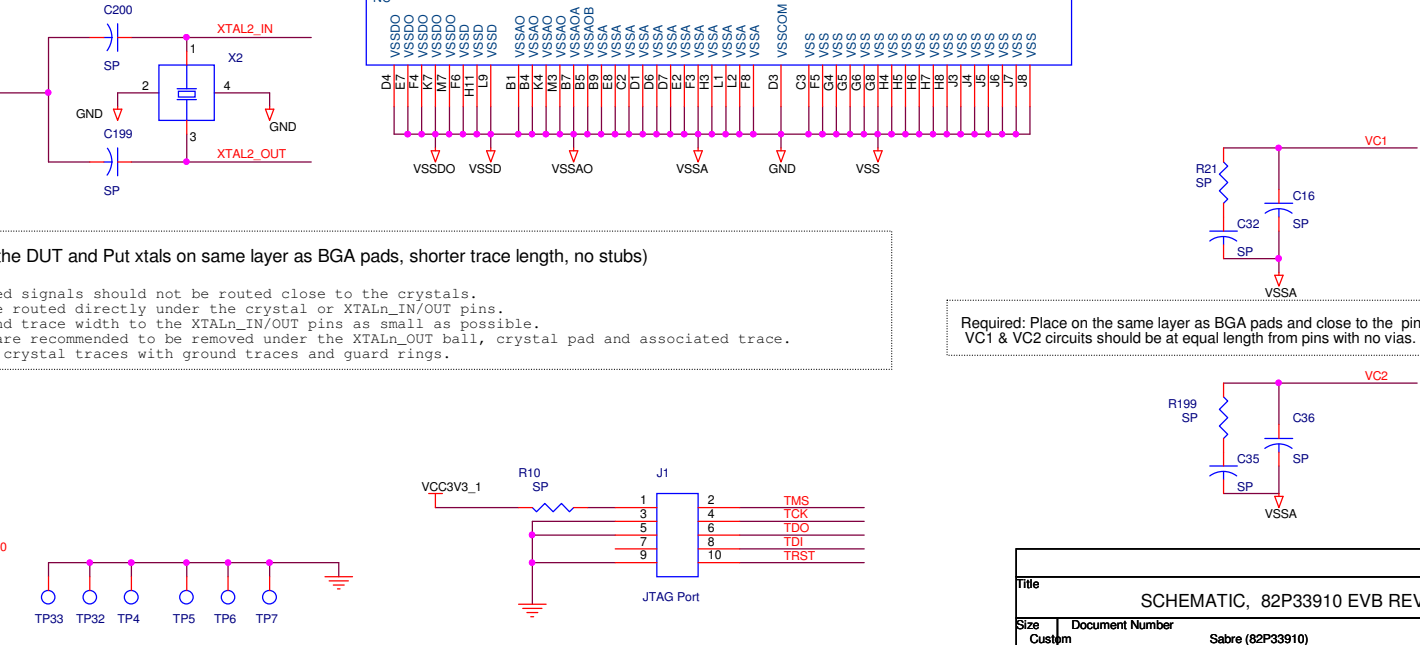 C200
SP
XTAL2_IN
1
X2
2
4
GND
GND
C199
3
XTAL2_OUT
SP
VSSDO VSSDO VSSDO VSSDO VSSDO VSSD VSSD VSSD VSSAO VSSAO VSSAO VSSAO VSSAOA VSSAOB VSSA VSSA VSSA VSSA VSSA VSSA VSSA VSSA VSSA VSSA VSSA VSSA VSSCOM VSS VSS VSS VSS VSS VSS VSS VSS VSS VSS VSS VSS VSS VSS VSS VSS VSS
D4 E7 F4 K7 M7 F6 H11 L9 B1 B4 K4 M3 B7 B5 B9 E8 C2 D1 D6 D7 E2 F3 H3 L1 L2 F8 D3 C3 F5 G4 G5 G6 G8 H4 H5 H6 H7 H8 J3 J4 J5 J6 J7 J8
VSSDO VSSD VSSAO VSSA GND VSS
VC1
R21
SP
C16
SP
C32
SP
VSSA
the DUT and Put xtals on same layer as BGA pads, shorter trace length, no stubs)
ed signals should not be routed close to the crystals.
e routed directly under the crystal or XTALn_IN/OUT pins.
nd trace width to the XTALn_IN/OUT pins as small as possible.
are recommended to be removed under the XTALn_OUT ball, crystal pad and associated trace.
crystal traces with ground traces and guard rings.
Required: Place on the same layer as BGA pads and close to the pin
VC1 & VC2 circuits should be at equal length from pins with no vias.
VC2
R199
SP
C36
SP
C35
SP
VSSA
VCC3V3_1
R10
SP
J1
1 2 TMS
3 4 TCK
5 6 TDO
7 8 TDI
9 10 TRST
JTAG Port
0
TP33 TP32 TP4 TP5 TP6 TP7
Title
SCHEMATIC, 82P33910 EVB REV
Size Document Number
Custom Sabre (82P33910)